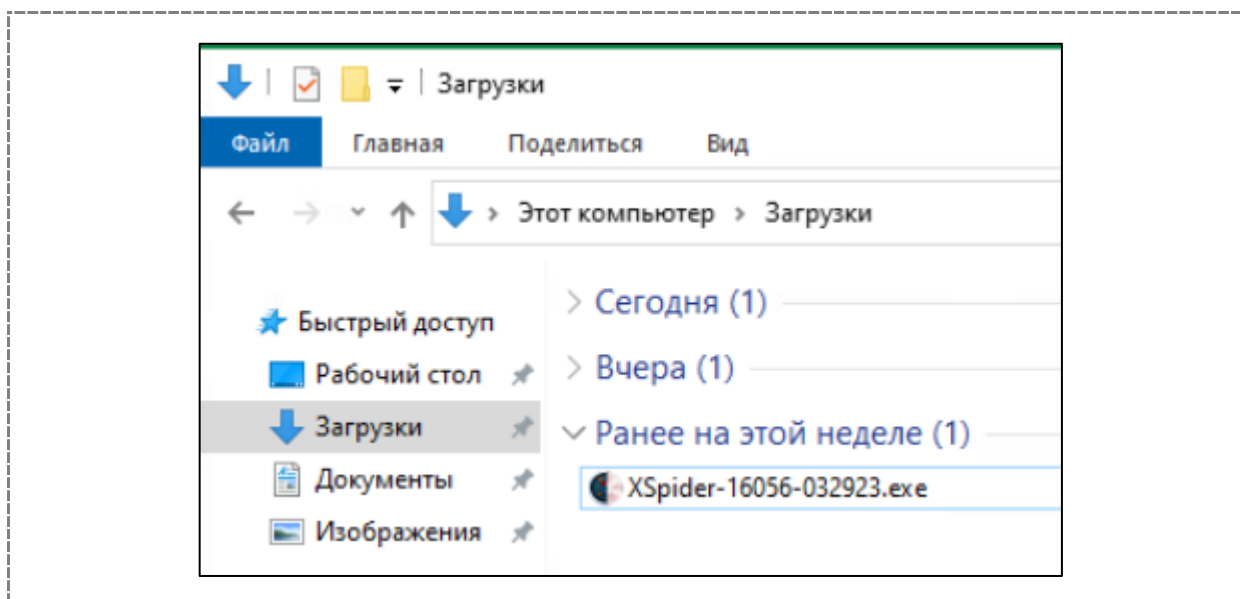 Загрузки
Файл Главная Поделиться Вид
Этот компьютер > Загрузки
Быстрый доступ
Рабочий стол
Загрузки
Документы
Изображения
Сегодня (1)
Вчера (1)
Ранее на этой неделе (1)
XSpider-16056-032923.exe